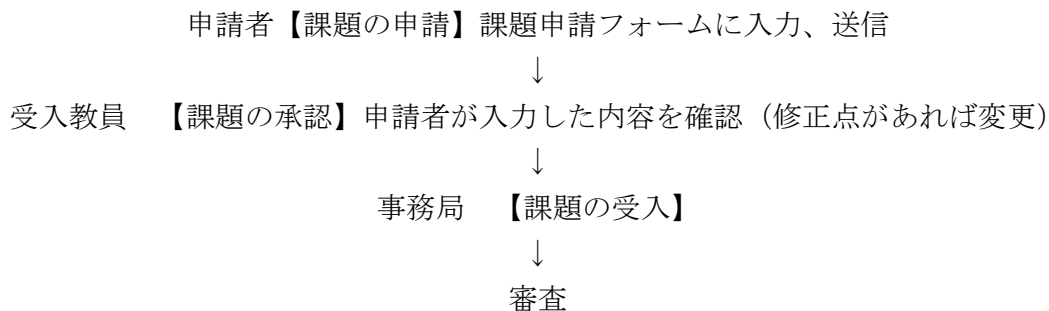 申請者【課題の申請】課題申請フォームに入力、送信
↓
受入教員　【課題の承認】申請者が入力した内容を確認（修正点があれば変更）
↓
事務局　【課題の受入】
↓
審査